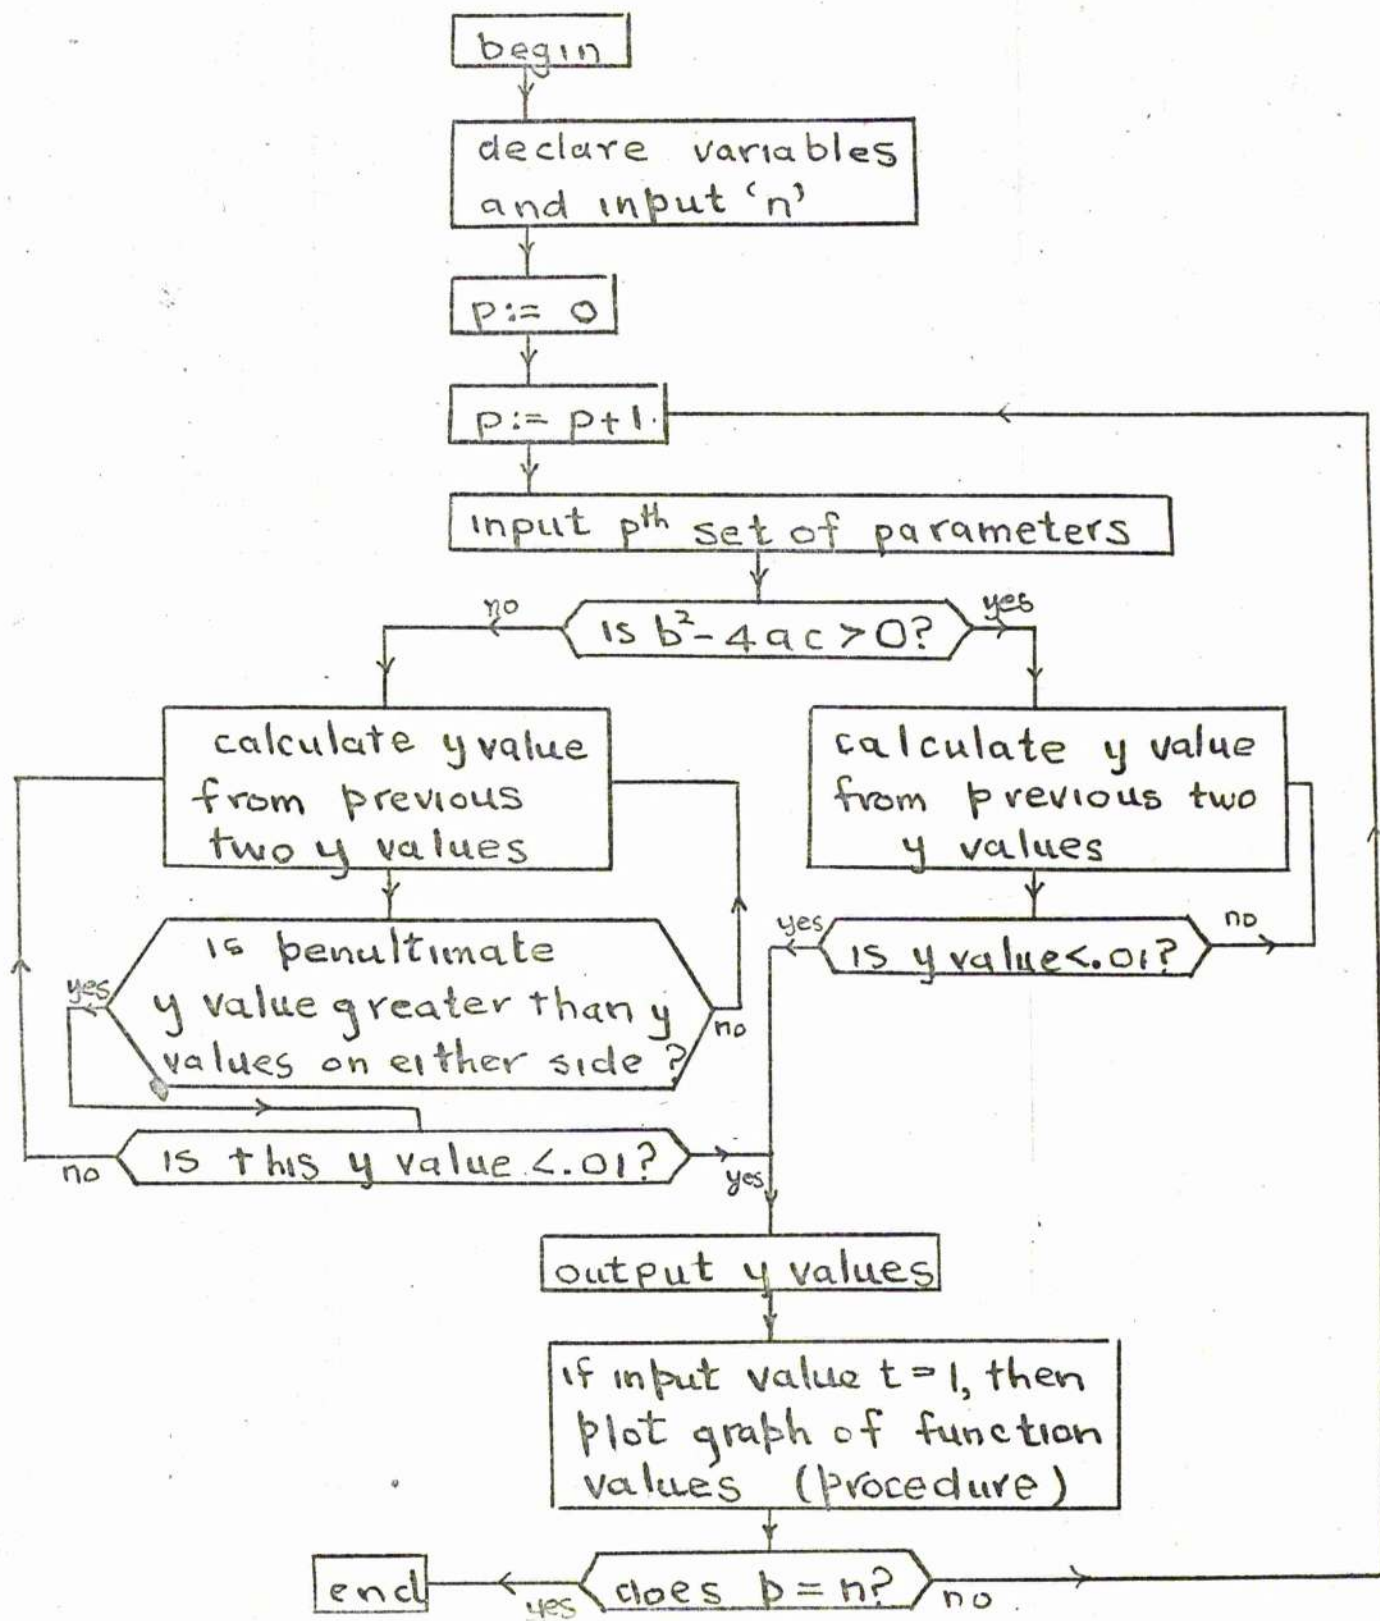 begin
declare variables
and input 'n'
p:= 0
p:= p+1.
input pth set of parameters
no
is b²-4ac>0?
yes
calculate y value
from previous
two y values
calculate y value
from previous two
y values
yes
is penultimate
y value greater than y
values on either side?
no
yes
is y value<.01?
no
no
is this y value <.01?
yes
output y values
if input value t=1, then
plot graph of function
values (procedure)
end
yes
does p=n?
no